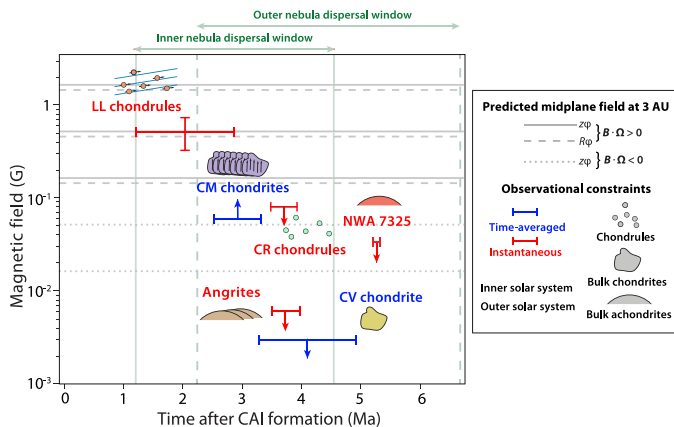 Outer nebula dispersal window
Inner nebula dispersal window
Magnetic field (G)
1
10⁻¹
10⁻²
10⁻³
LL chondrules
CM chondrites
CR chondrules
NWA 7325
Angrites
CV chondrite
0 1 2 3 4 5 6
Time after CAI formation (Ma)
Predicted midplane field at 3 AU
zφ
Rφ
} B · Ω > 0
zφ } B · Ω < 0
Observational constraints
Time-averaged
Instantaneous
Chondrules
Bulk chondrites
Inner solar system
Outer solar system
Bulk achondrites